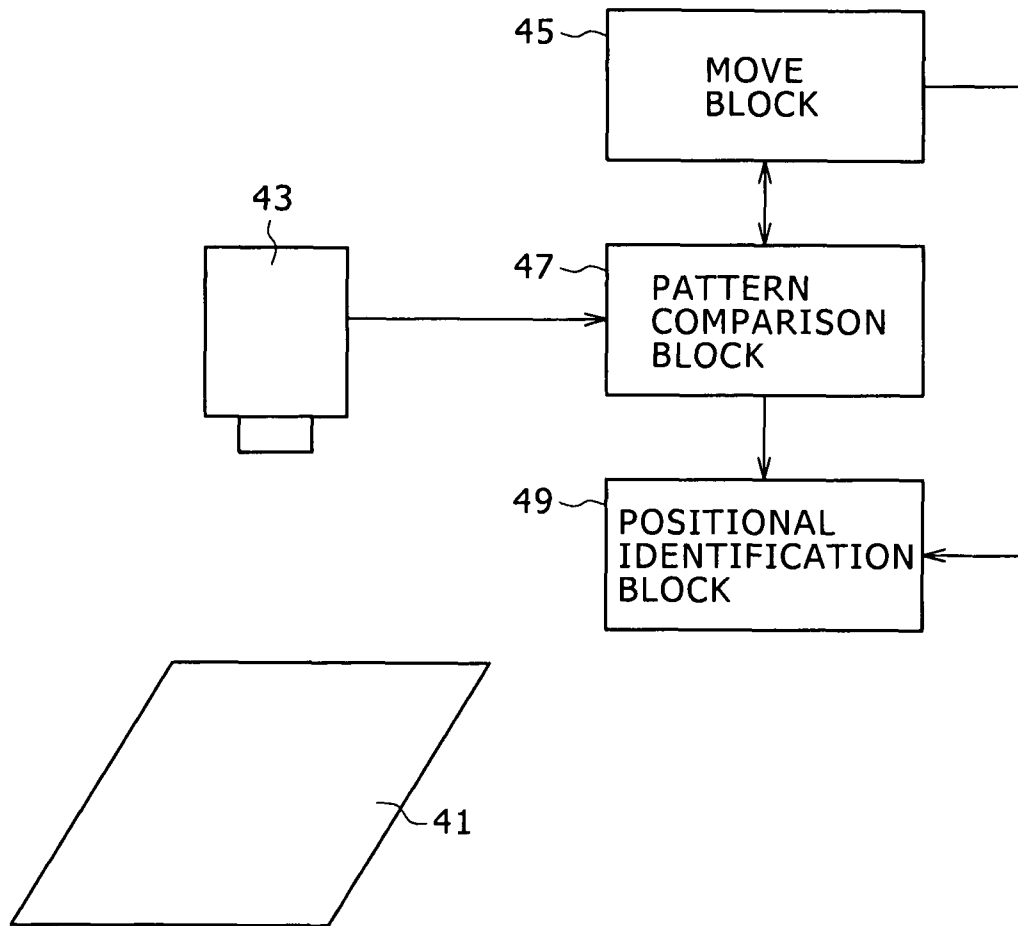 45
MOVE
BLOCK
43
47
PATTERN
COMPARISON
BLOCK
49
POSITIONAL
IDENTIFICATION
BLOCK
41